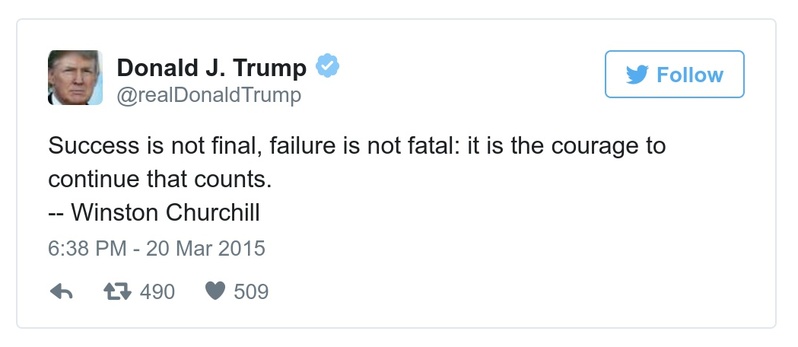 Donald J. Trump
@realDonaldTrump
Follow
Success is not final, failure is not fatal: it is the courage to
continue that counts.
-- Winston Churchill
6:38 PM - 20 Mar 2015
490 509